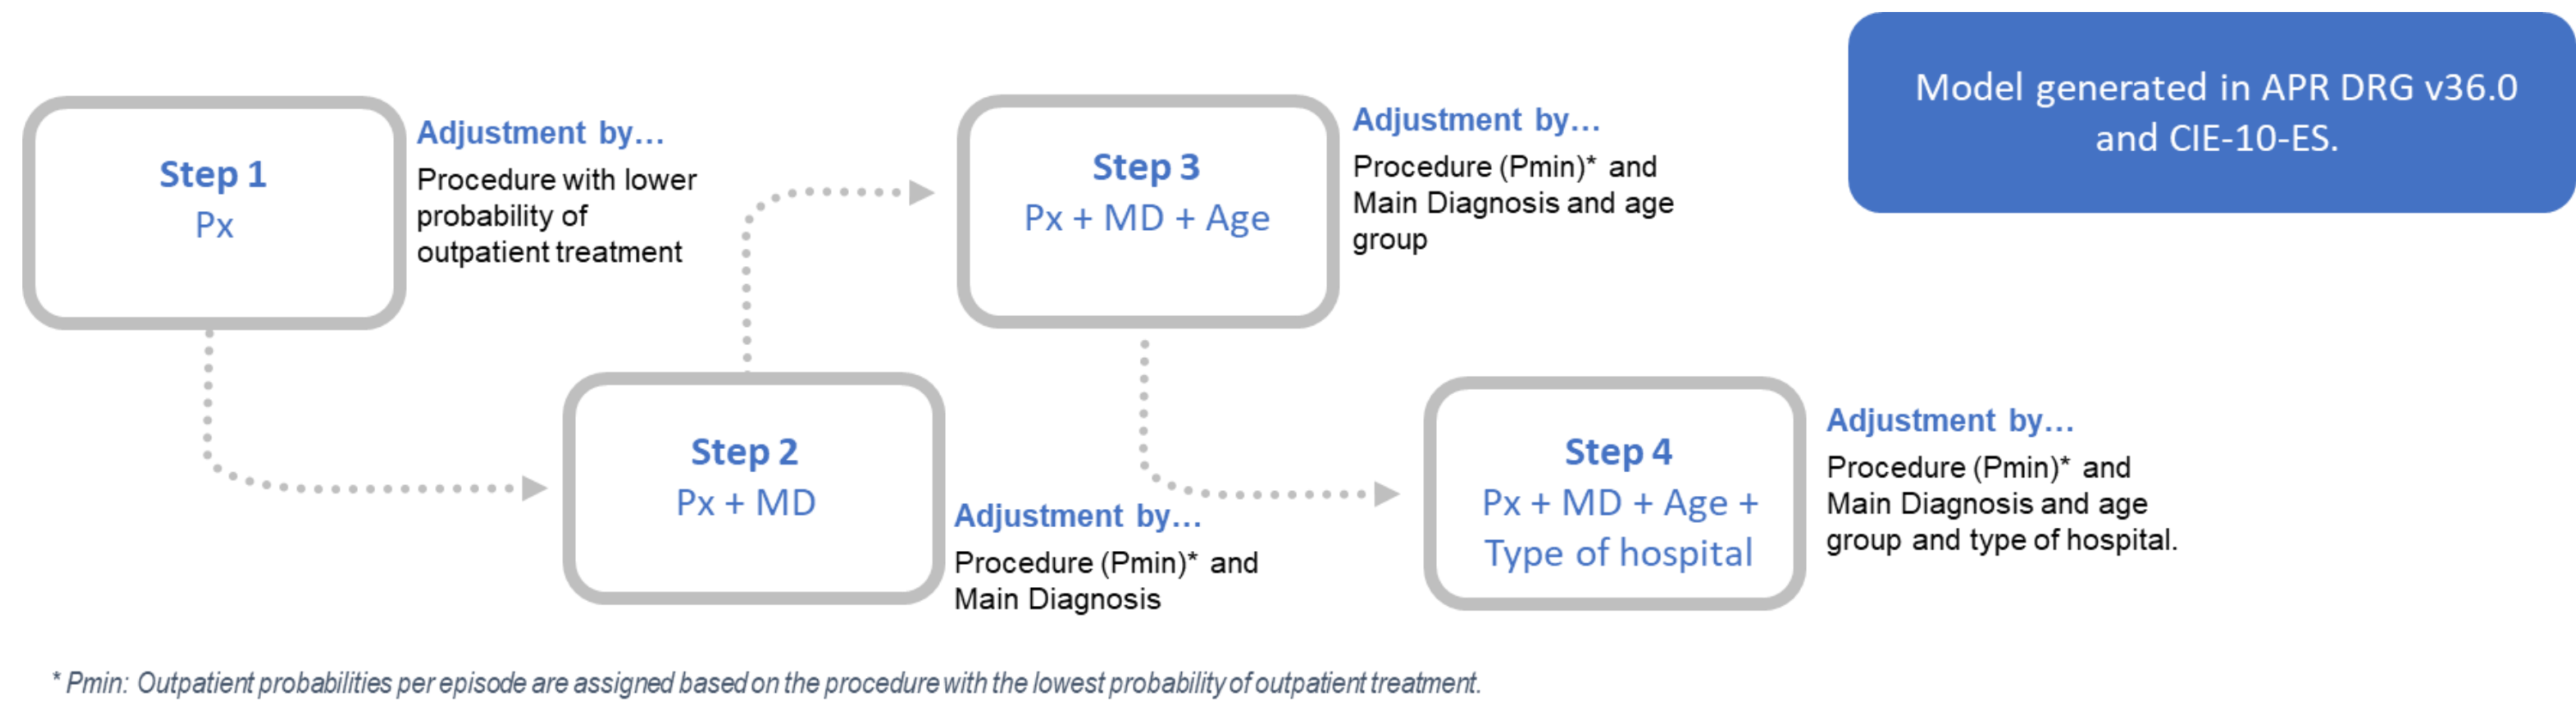 Model generated in APR DRG v36.0
and CIE-10-ES.
Step 1
Px
Adjustment by...
Procedure with lower
probability of
outpatient treatment
Step 2
Px + MD
Adjustment by...
Procedure (Pmin)* and
Main Diagnosis
Step 3
Px + MD + Age
Adjustment by...
Procedure (Pmin)* and
Main Diagnosis and age
group
Step 4
Px + MD + Age +
Type of hospital
Adjustment by...
Procedure (Pmin)* and
Main Diagnosis and age
group and type of hospital.
* Pmin: Outpatient probabilities per episode are assigned based on the procedure with the lowest probability of outpatient treatment.